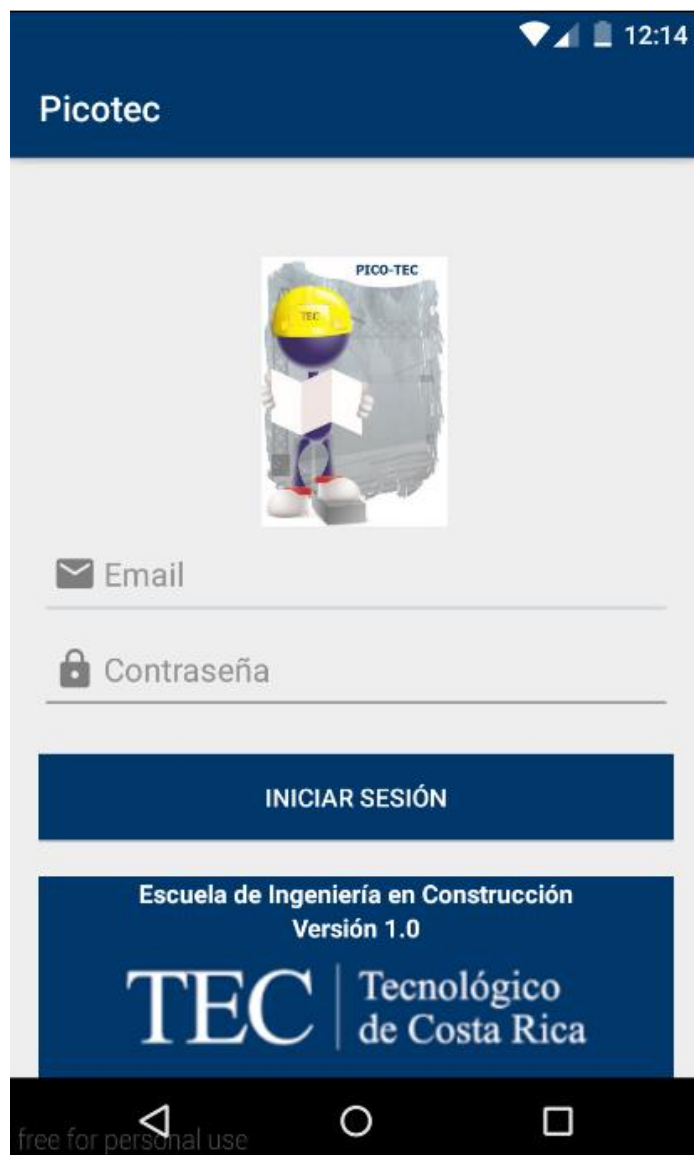 12:14
Picotec
PICO-TEC
TEC
Email
Contraseña
INICIAR SESIÓN
Escuela de Ingeniería en Construcción
Versión 1.0
TEC | Tecnológico
de Costa Rica
free for personal use